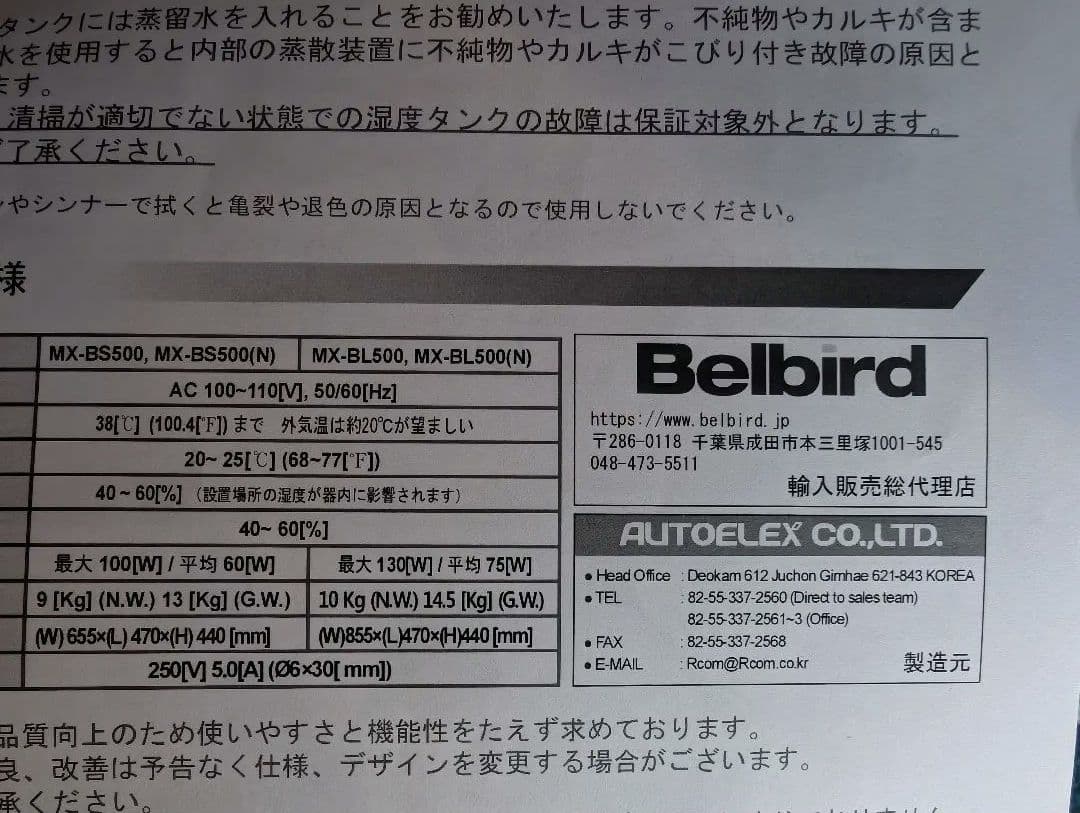 タンクには蒸留水を入れることをお勧めいたします。不純物やカルキが含ま
水を使用すると内部の蒸散装置に不純物やカルキがこびり付き故障の原因と
ます。
清掃が適切でない状態での湿度タンクの故障は保証対象外となります。
了承ください。
やシンナーで拭くと亀裂や退色の原因となるので使用しないでください。
様
MX-BS500, MX-BS500(N) MX-BL500, MX-BL500(N)
AC 100~110[V], 50/60[Hz]
38[℃] (100.4[℉]) まで 外気温は約20℃が望ましい
20~ 25[℃] (68~77[℉])
40 ~ 60[%] (設置場所の湿度が器内に影響されます)
40~ 60[%]
最大 100[W] / 平均 60[W] 最大 130[W] / 平均 75[W]
9 [Kg] (N.W.) 13 [Kg] (G.W.) 10 Kg (N.W.) 14.5 [Kg] (G.W.)
(W) 655×(L) 470×(H) 440 [mm] (W)855×(L)470×(H)440[mm]
250[V] 5.0[A] (Ø6×30[ mm])
Belbird
https://www.belbird.jp
〒286-0118 千葉県成田市本三里塚1001-545
048-473-5511
輸入販売総代理店
AUTOELEX CO.,LTD.
● Head Office : Deokam 612 Juchon Gimhae 621-843 KOREA
● TEL : 82-55-337-2560 (Direct to sales team)
82-55-337-2561~3 (Office)
● FAX : 82-55-337-2568
● E-MAIL : Rcom@Rcom.co.kr
製造元
品質向上のため使いやすさと機能性をたえず求めております。
良、改善は予告なく仕様、デザインを変更する場合がございます。
承ください。